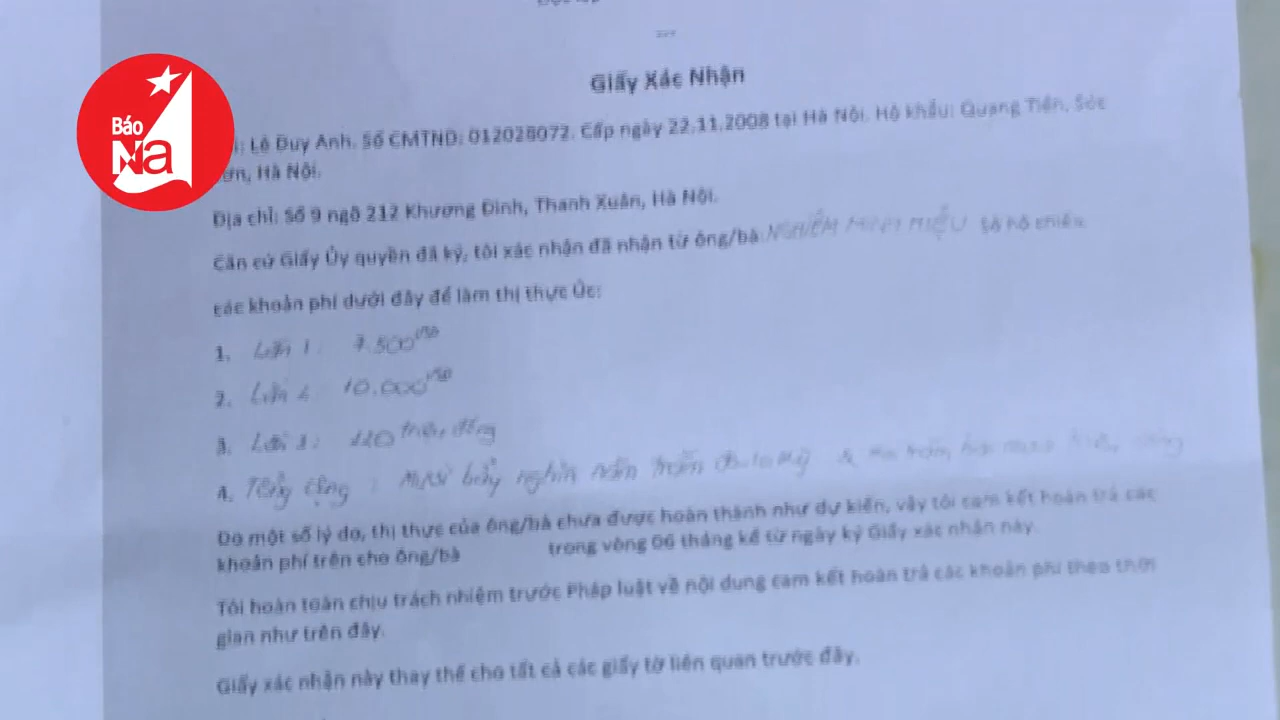 Báo
Na
Giấy Xác Nhận
Lê Duy Anh. Số CMTND: 012028072. Cấp ngày 22.11.2008 tại Hà Nội. Hộ khẩu: Quang Tiến, Sóc
Hà Nội.
Địa chỉ: Số 9 ngõ 212 Khương Đình, Thanh Xuân, Hà Nội.
Căn cứ Giấy Ủy quyền đã ký, tôi xác nhận đã nhận từ ông/bà Số hộ chiếu
các khoản phí dưới đây để làm thị thực Úc:
1. Lần 1: 7.500
2. Lần 2 10.000
3. Lần 3: 220 triệu đồng
4. Tổng cộng : Mười bảy nghìn năm trăm đô la Mỹ & Hai trăm hai mươi triệu đồng
Do một số lý do, thị thực của ông/bà chưa được hoàn thành như dự kiến, vậy tôi cam kết hoàn trả các
khoản phí trên cho ông/bà trong vòng 06 tháng kể từ ngày ký Giấy xác nhận này.
Tôi hoàn toàn chịu trách nhiệm trước Pháp luật về nội dung cam kết hoàn trả các khoản phí theo thời
gian như trên đây.
Giấy xác nhận này thay thế cho tất cả các giấy tờ liên quan trước đây.